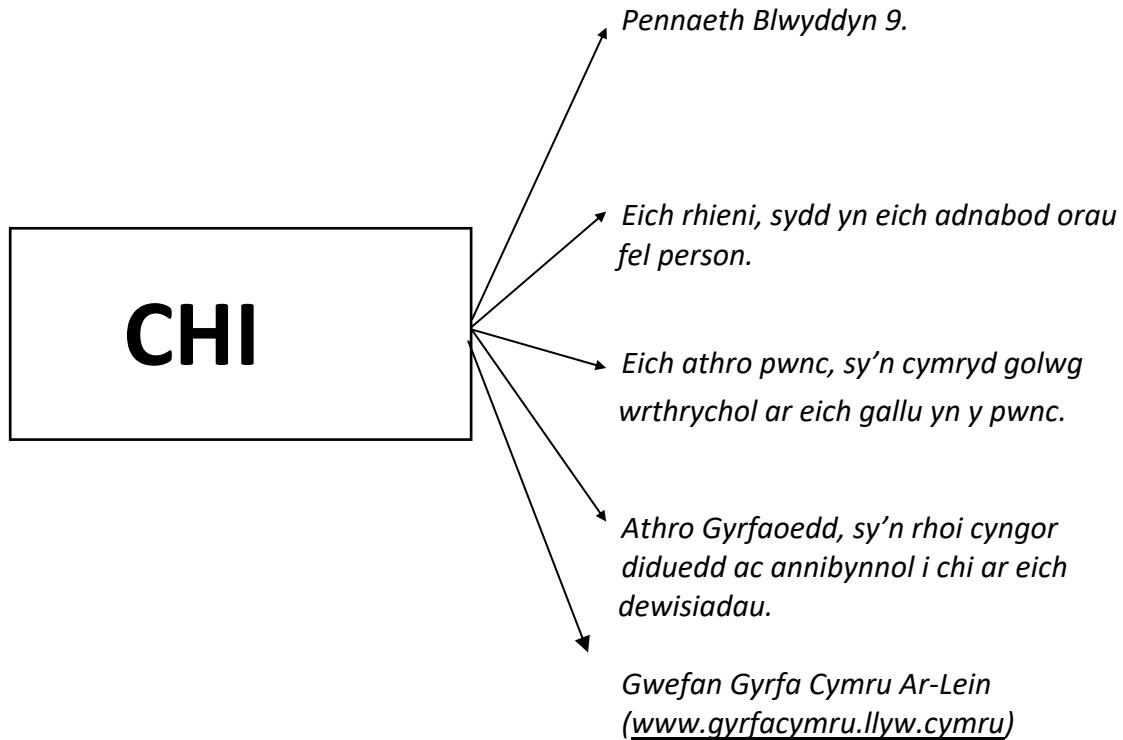 Pennaeth Blwyddyn 9.
Eich rhieni, sydd yn eich adnabod orau
fel person.
CHI
Eich athro pwnc, sy’n cymryd golwg
wrthrychol ar eich gallu yn y pwnc.
Athro Gyrfaoedd, sy’n rhoi cyngor
diduedd ac annibynnol i chi ar eich
dewisiadau.
Gwefan Gyrfa Cymru Ar-Lein
(www.gyrfacymru.llyw.cymru)